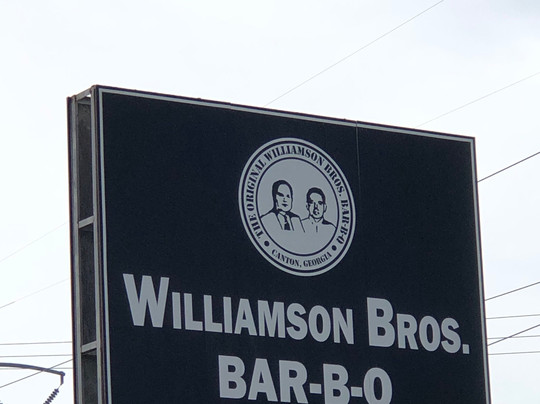 THE ORIGINAL WILLIAMSON BROS. BAR-B-Q
• CANTON, GEORGIA •
WILLIAMSON BROS.
BAR-B-Q